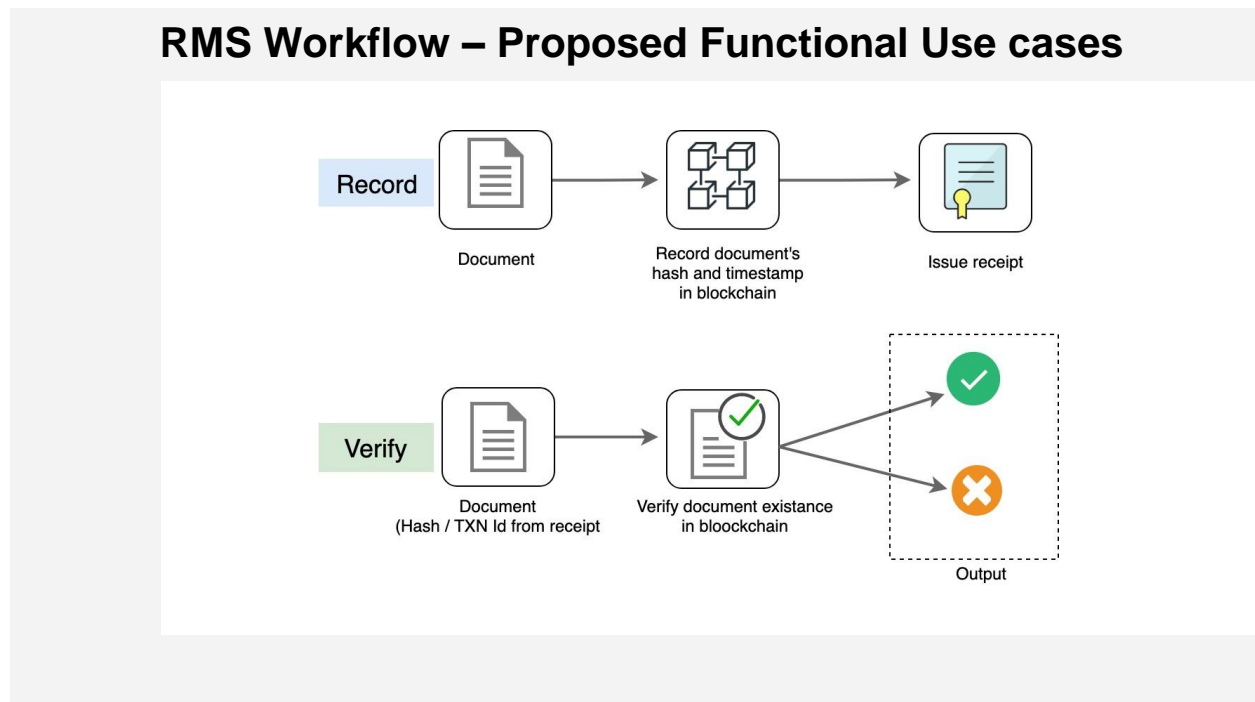 RMS Workflow – Proposed Functional Use cases
Record
Document
Record document's
hash and timestamp
in blockchain
Issue receipt
Verify
Document
(Hash / TXN Id from receipt
Verify document existance
in bloockchain
Output